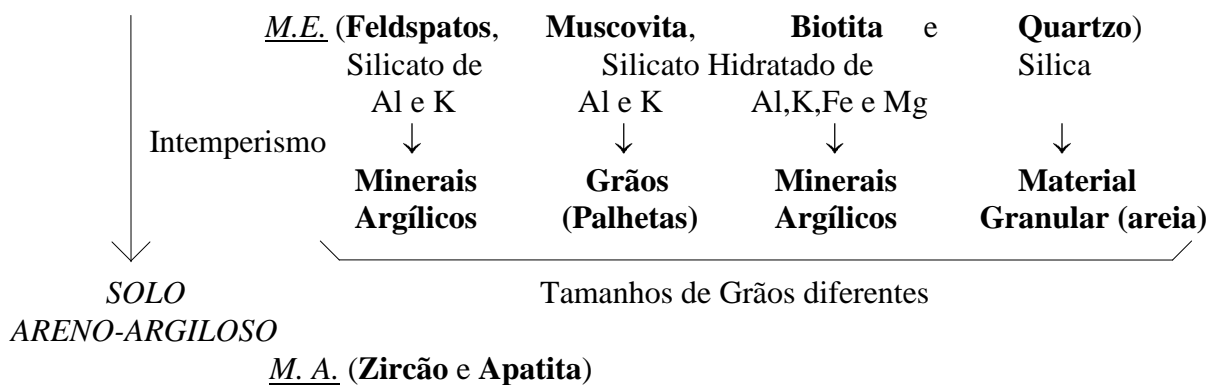 M.E. (Feldspatos, Muscovita, Biotita e Quartzo)
Silicato de Silicato Hidratado de Silica
Al e K Al e K Al,K,Fe e Mg
Intemperismo ↓ ↓ ↓ ↓
Minerais Grãos Minerais Material
Argílicos (Palhetas) Argílicos Granular (areia)
SOLO Tamanhos de Grãos diferentes
ARENO-ARGILOSO
M. A. (Zircão e Apatita)